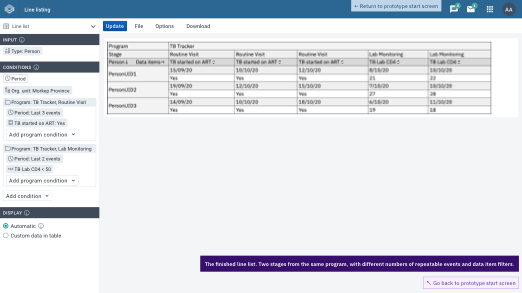 Line listing
← Return to prototype start screen
AA
Line list
Update
File
Options
Download
INPUT
Type: Person
CONDITIONS
Period
Org. unit: Morkep Province
Program: TB Tracker, Routine Visit
Period: Last 3 events
TB started on ART: Yes
Add program condition
Program: TB Tracker, Lab Monitoring
Period: Last 2 events
TB Lab CD4 < 50
Add program condition
Add condition
DISPLAY
Automatic
Custom data in table
Program TB Tracker
Stage Routine Visit Routine Visit Routine Visit Lab Monitoring Lab Monitoring
Person Data items TB started on ART TB started on ART TB started on ART TB Lab CD4 TB Lab CD4
PersonUID1 15/09/20 10/10/20 12/10/20 8/10/20 10/10/20
Yes Yes Yes 21 22
PersonUID2 19/09/20 12/10/20 15/10/20 7/10/20 10/10/20
Yes Yes Yes 27 28
PersonUID3 14/09/20 10/10/20 18/10/20 6/10/20 11/10/20
Yes Yes Yes 19 18
The finished line list. Two stages from the same program, with different numbers of repeatable events and data item filters.
Go back to prototype start screen